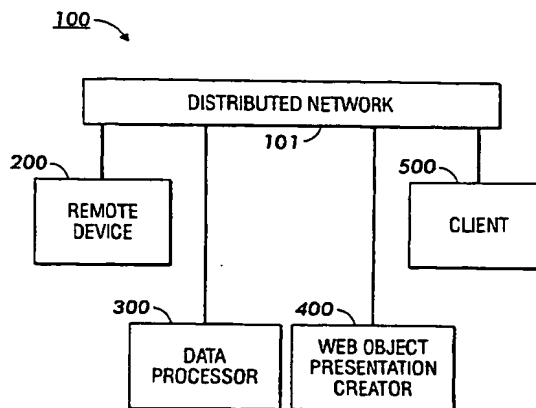 100
DISTRIBUTED NETWORK
101
200
REMOTE
DEVICE
500
CLIENT
300
DATA
PROCESSOR
400
WEB OBJECT
PRESENTATION
CREATOR